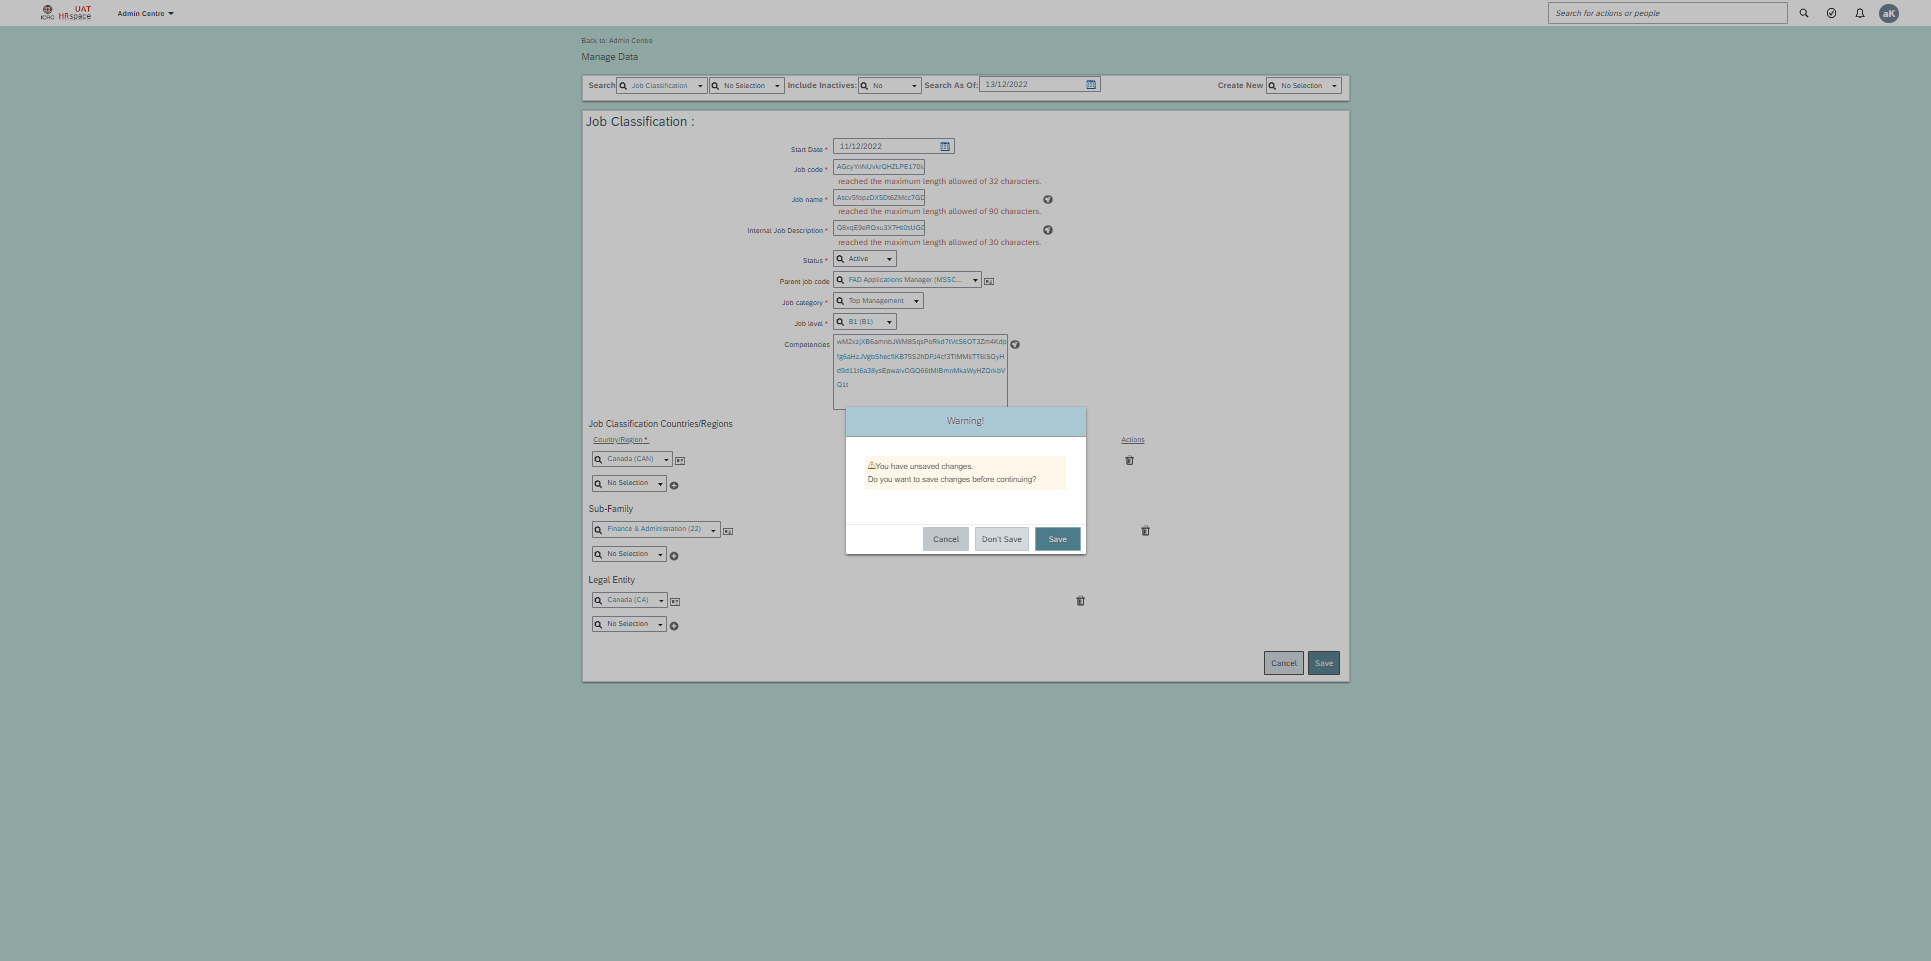 UAT
ICRC HRspace
Admin Centre
Search for actions or people
aK
Back to: Admin Centre
Manage Data
Search Job Classification No Selection Include Inactives: No Search As Of: 13/12/2022 Create New No Selection
Job Classification :
Start Date * 11/12/2022
Job code *
reached the maximum length allowed of 32 characters.
Job name *
reached the maximum length allowed of 90 characters.
Internal Job Description *
reached the maximum length allowed of 30 characters.
Status * Active
Parent job code FAD Applications Manager (MSSC...
Job category * Top Management
Job level * B1 (B1)
Competencies
Q1t
Warning!
Job Classification Countries/Regions
Country/Region * Actions
Canada (CAN)
You have unsaved changes.
Do you want to save changes before continuing?
No Selection
Sub-Family
Finance & Administration (22)
Cancel Don't Save Save
No Selection
Legal Entity
Canada (CA)
No Selection
Cancel Save